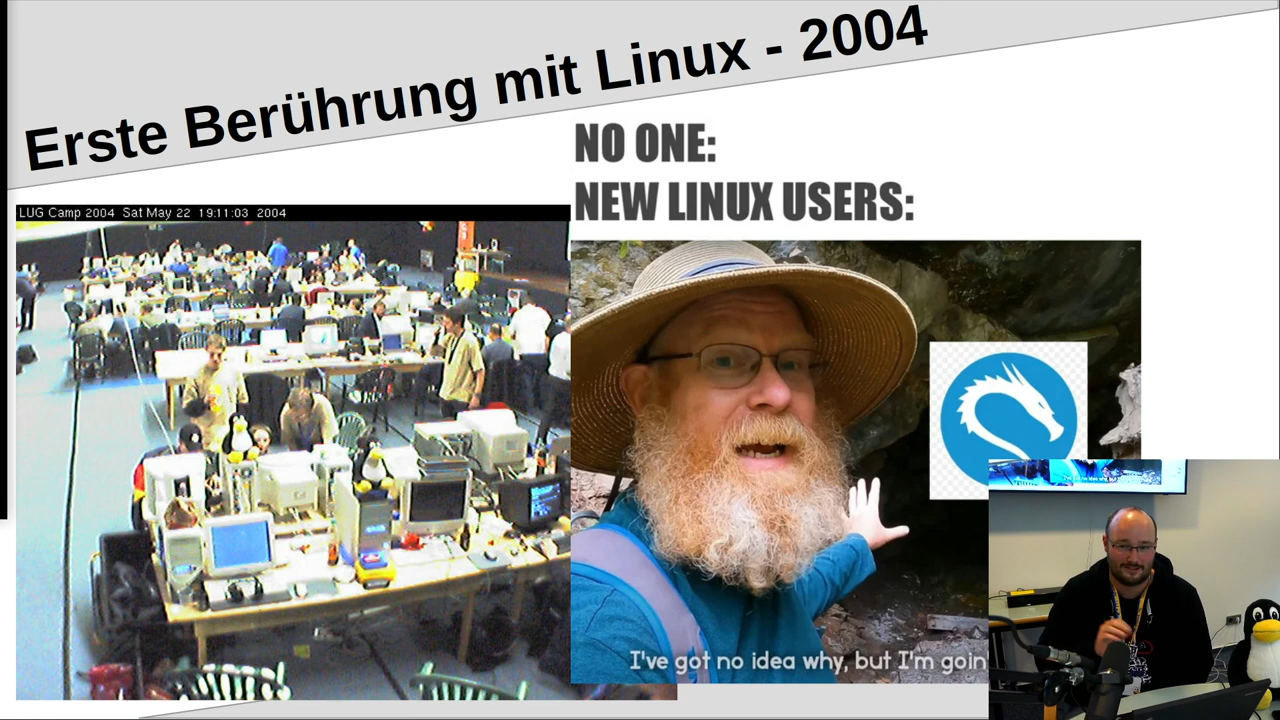 Erste Berührung mit Linux - 2004
NO ONE:
NEW LINUX USERS:
LUG Camp 2004 Sat May 22 19:11:03 2004
I've got no idea why, but I'm goin